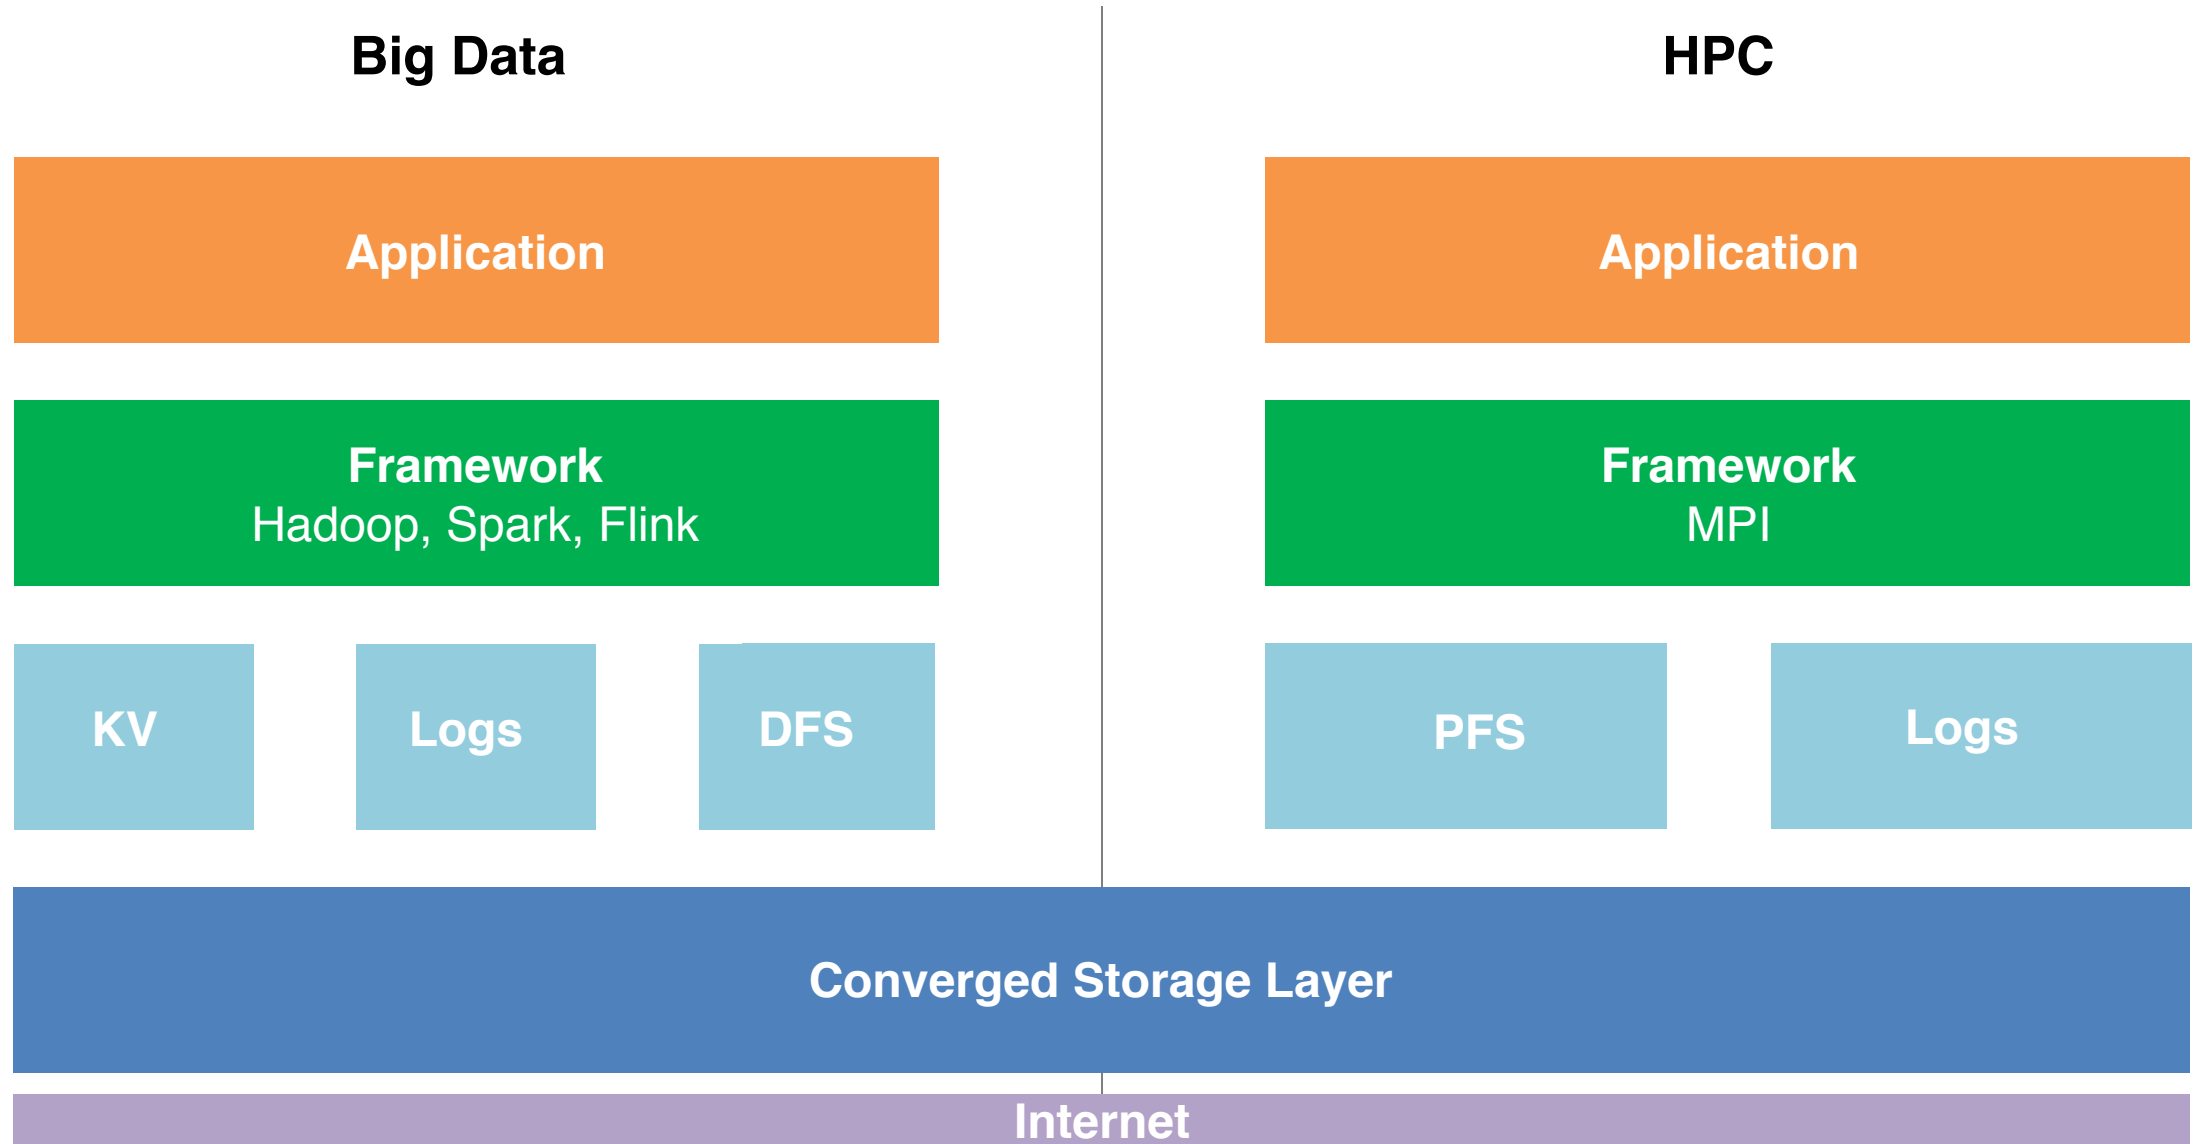 Big Data
HPC
Application
Application
Framework
Hadoop, Spark, Flink
Framework
MPI
KV
Logs
DFS
PFS
Logs
Converged Storage Layer
Internet